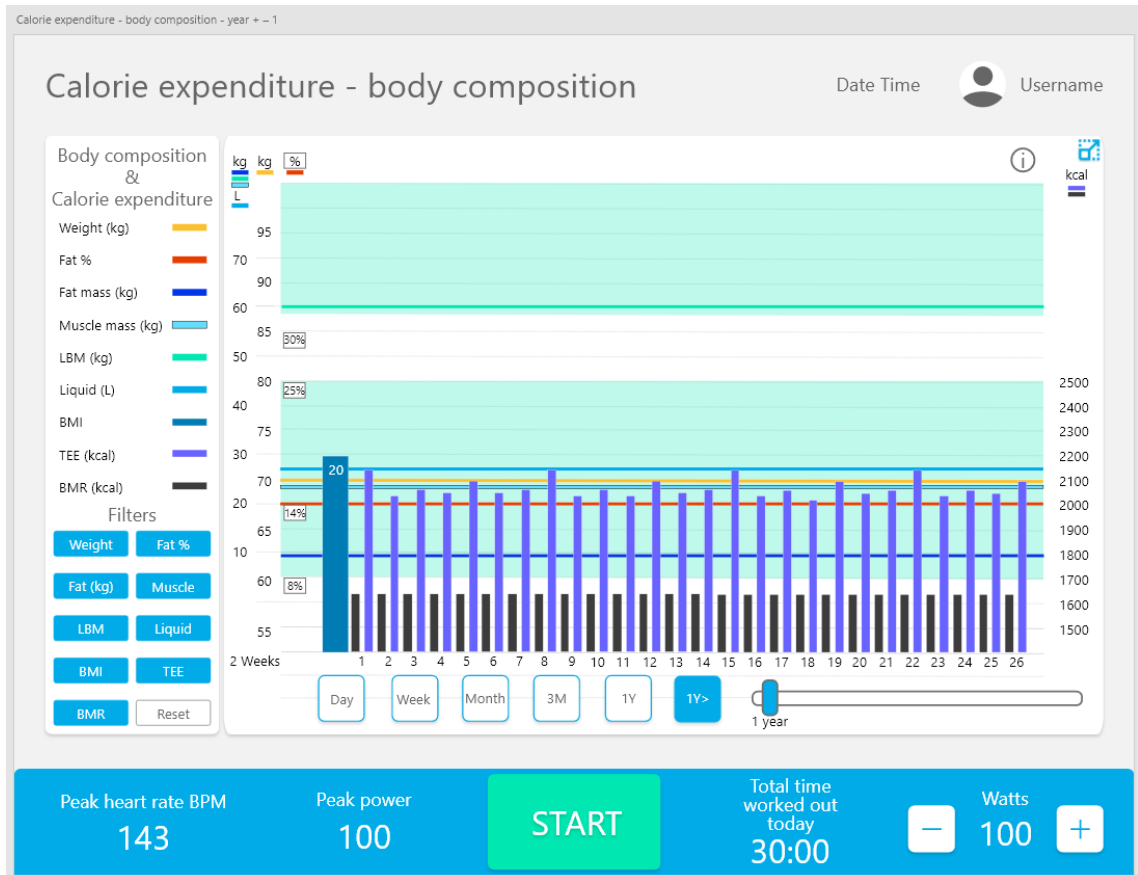 Calorie expenditure - body composition - year + – 1
Calorie expenditure - body composition
Date Time
Username
Body composition
&
Calorie expenditure
Weight (kg)
Fat %
Fat mass (kg)
Muscle mass (kg)
LBM (kg)
Liquid (L)
BMI
TEE (kcal)
BMR (kcal)
Filters
Weight Fat %
Fat (kg) Muscle
LBM Liquid
BMI TEE
BMR Reset
kg kg %
L
kcal
95
70
90
60
85 30%
50
80 25% 2500
40 2400
75 2300
30 2200
20
70 2100
20 14% 2000
65 1900
10 1800
60 8% 1700
1600
55 1500
2 Weeks 1 2 3 4 5 6 7 8 9 10 11 12 13 14 15 16 17 18 19 20 21 22 23 24 25 26
Day Week Month 3M 1Y 1Y>
1 year
Peak heart rate BPM
143
Peak power
100
START
Total time
worked out
today
30:00
Watts
– 100 +